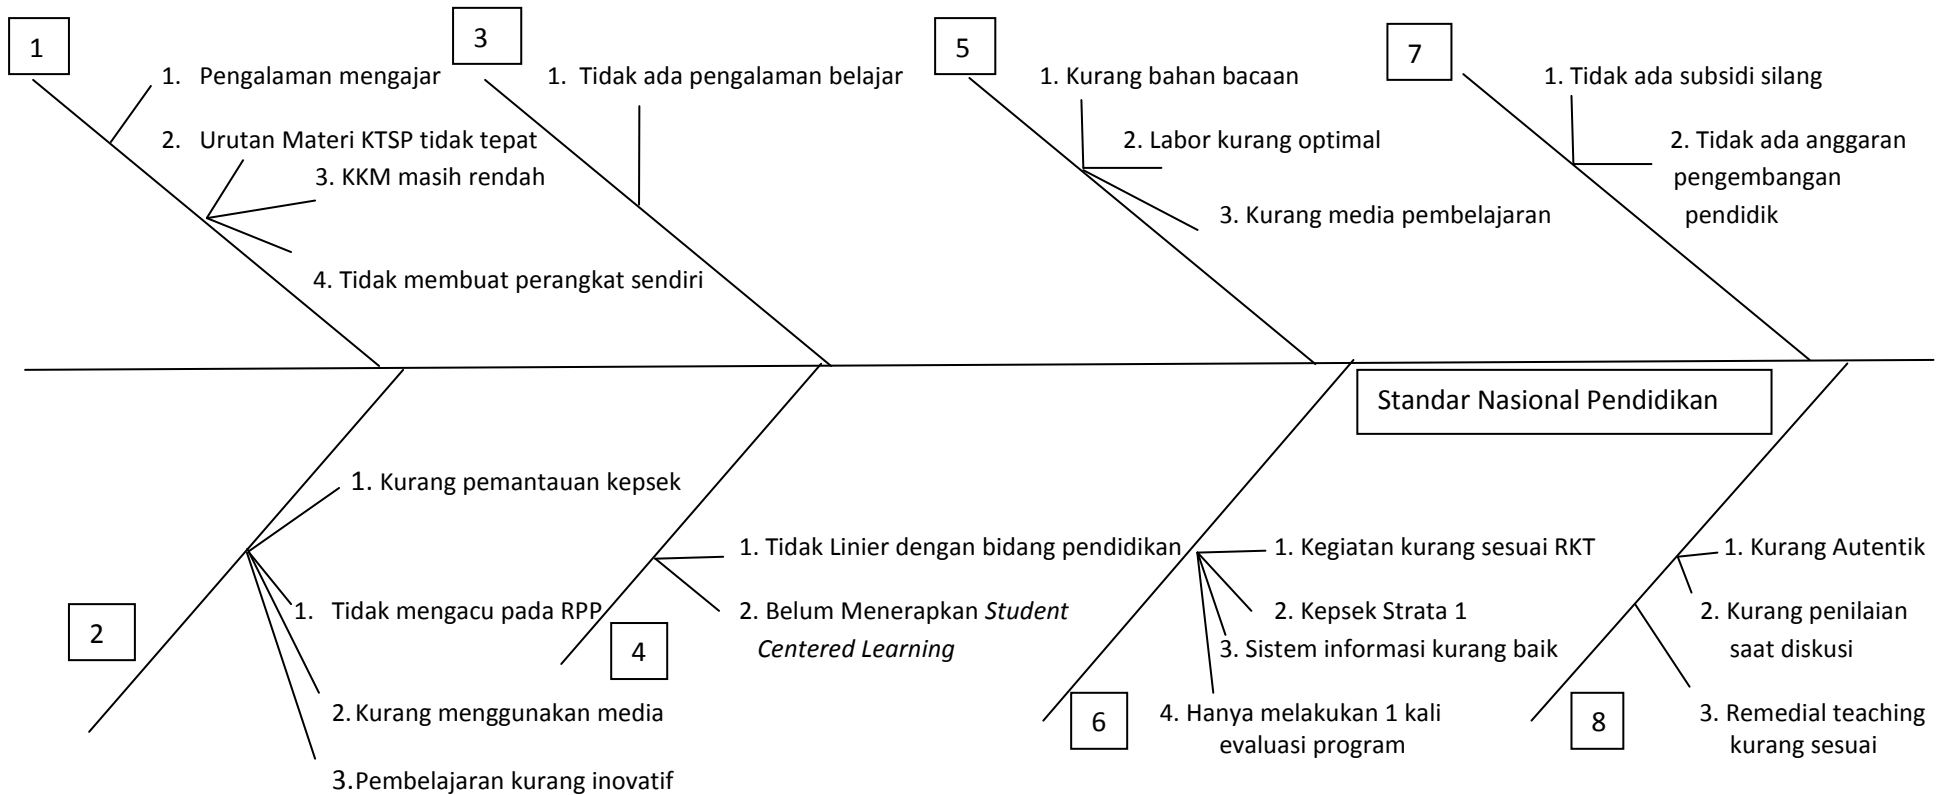 1
1. Pengalaman mengajar
2. Urutan Materi KTSP tidak tepat
3. KKM masih rendah
4. Tidak membuat perangkat sendiri
3
1. Tidak ada pengalaman belajar
5
1. Kurang bahan bacaan
2. Labor kurang optimal
3. Kurang media pembelajaran
7
1. Tidak ada subsidi silang
2. Tidak ada anggaran
pengembangan
pendidik
Standar Nasional Pendidikan
2
1. Kurang pemantauan kepsek
1. Tidak mengacu pada RPP
2. Kurang menggunakan media
3. Pembelajaran kurang inovatif
4
1. Tidak Linier dengan bidang pendidikan
2. Belum Menerapkan Student
Centered Learning
6
1. Kegiatan kurang sesuai RKT
2. Kepsek Strata 1
3. Sistem informasi kurang baik
4. Hanya melakukan 1 kali
evaluasi program
8
1. Kurang Autentik
2. Kurang penilaian
saat diskusi
3. Remedial teaching
kurang sesuai